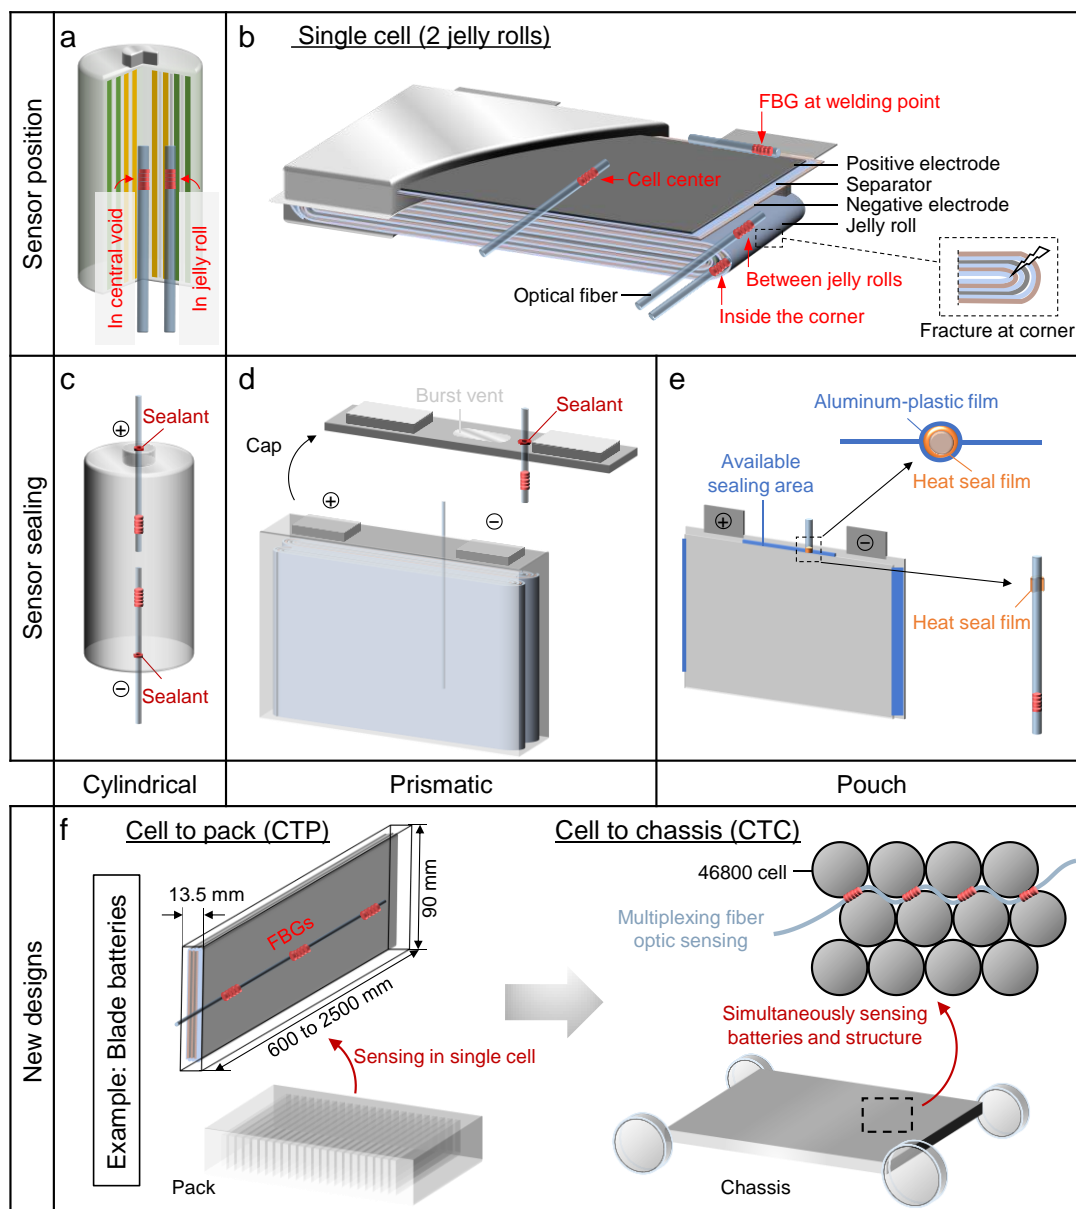 Sensor position
a
In central void
In jelly roll
b
Single cell (2 jelly rolls)
FBG at welding point
Cell center
Positive electrode
Separator
Negative electrode
Jelly roll
Between jelly rolls
Optical fiber
Inside the corner
Fracture at corner
Sensor sealing
c
+
Sealant
−
Sealant
d
Burst vent
Sealant
Cap
+
−
e
Aluminum-plastic film
Heat seal film
Available
sealing area
+
−
Heat seal film
Cylindrical
Prismatic
Pouch
New designs
f
Cell to pack (CTP)
Example: Blade batteries
13.5 mm
90 mm
FBGs
600 to 2500 mm
Sensing in single cell
Pack
Cell to chassis (CTC)
46800 cell
Multiplexing fiber
optic sensing
Simultaneously sensing
batteries and structure
Chassis